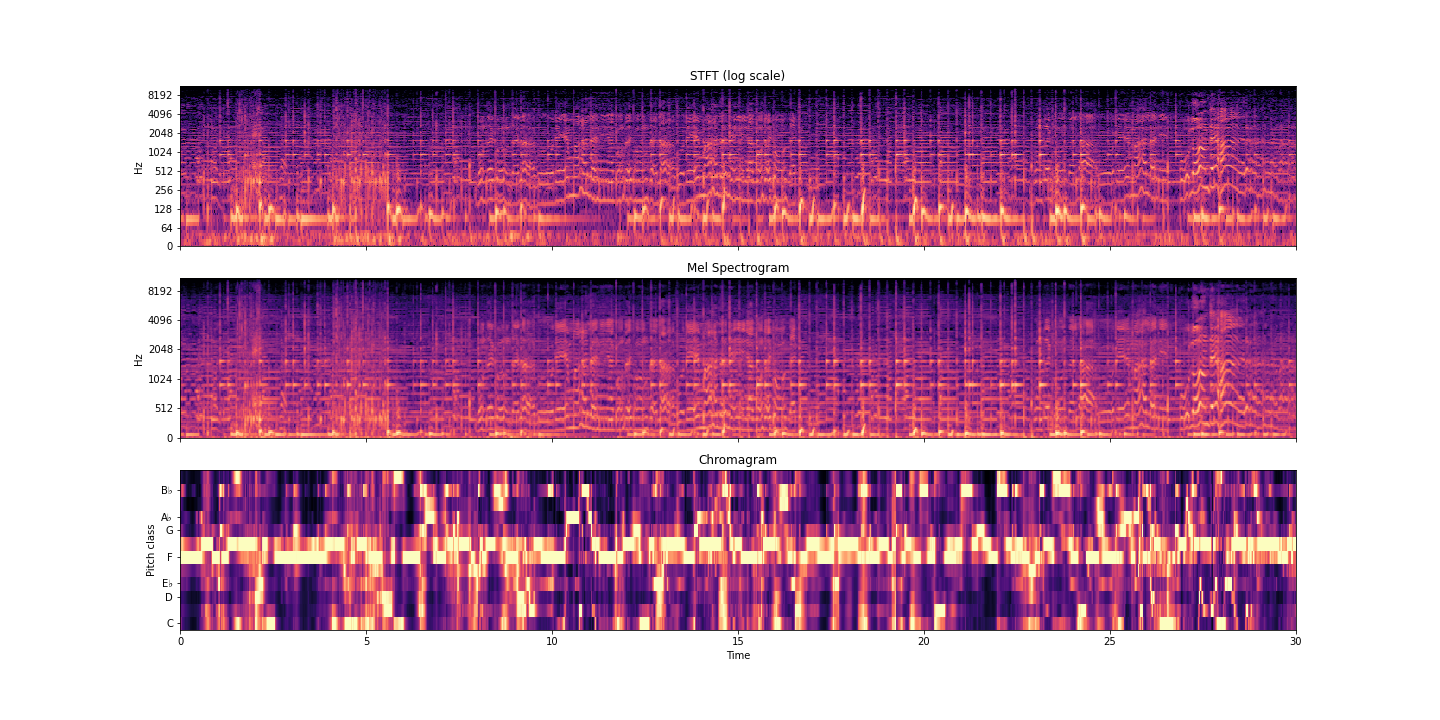 STFT (log scale)
8192
4096
2048
1024
512
256
128
64
0
Hz
Mel Spectrogram
8192
4096
2048
1024
512
0
Hz
Chromagram
B♭
A♭
G
F
E♭
D
C
Pitch class
0 5 10 15 20 25 30
Time